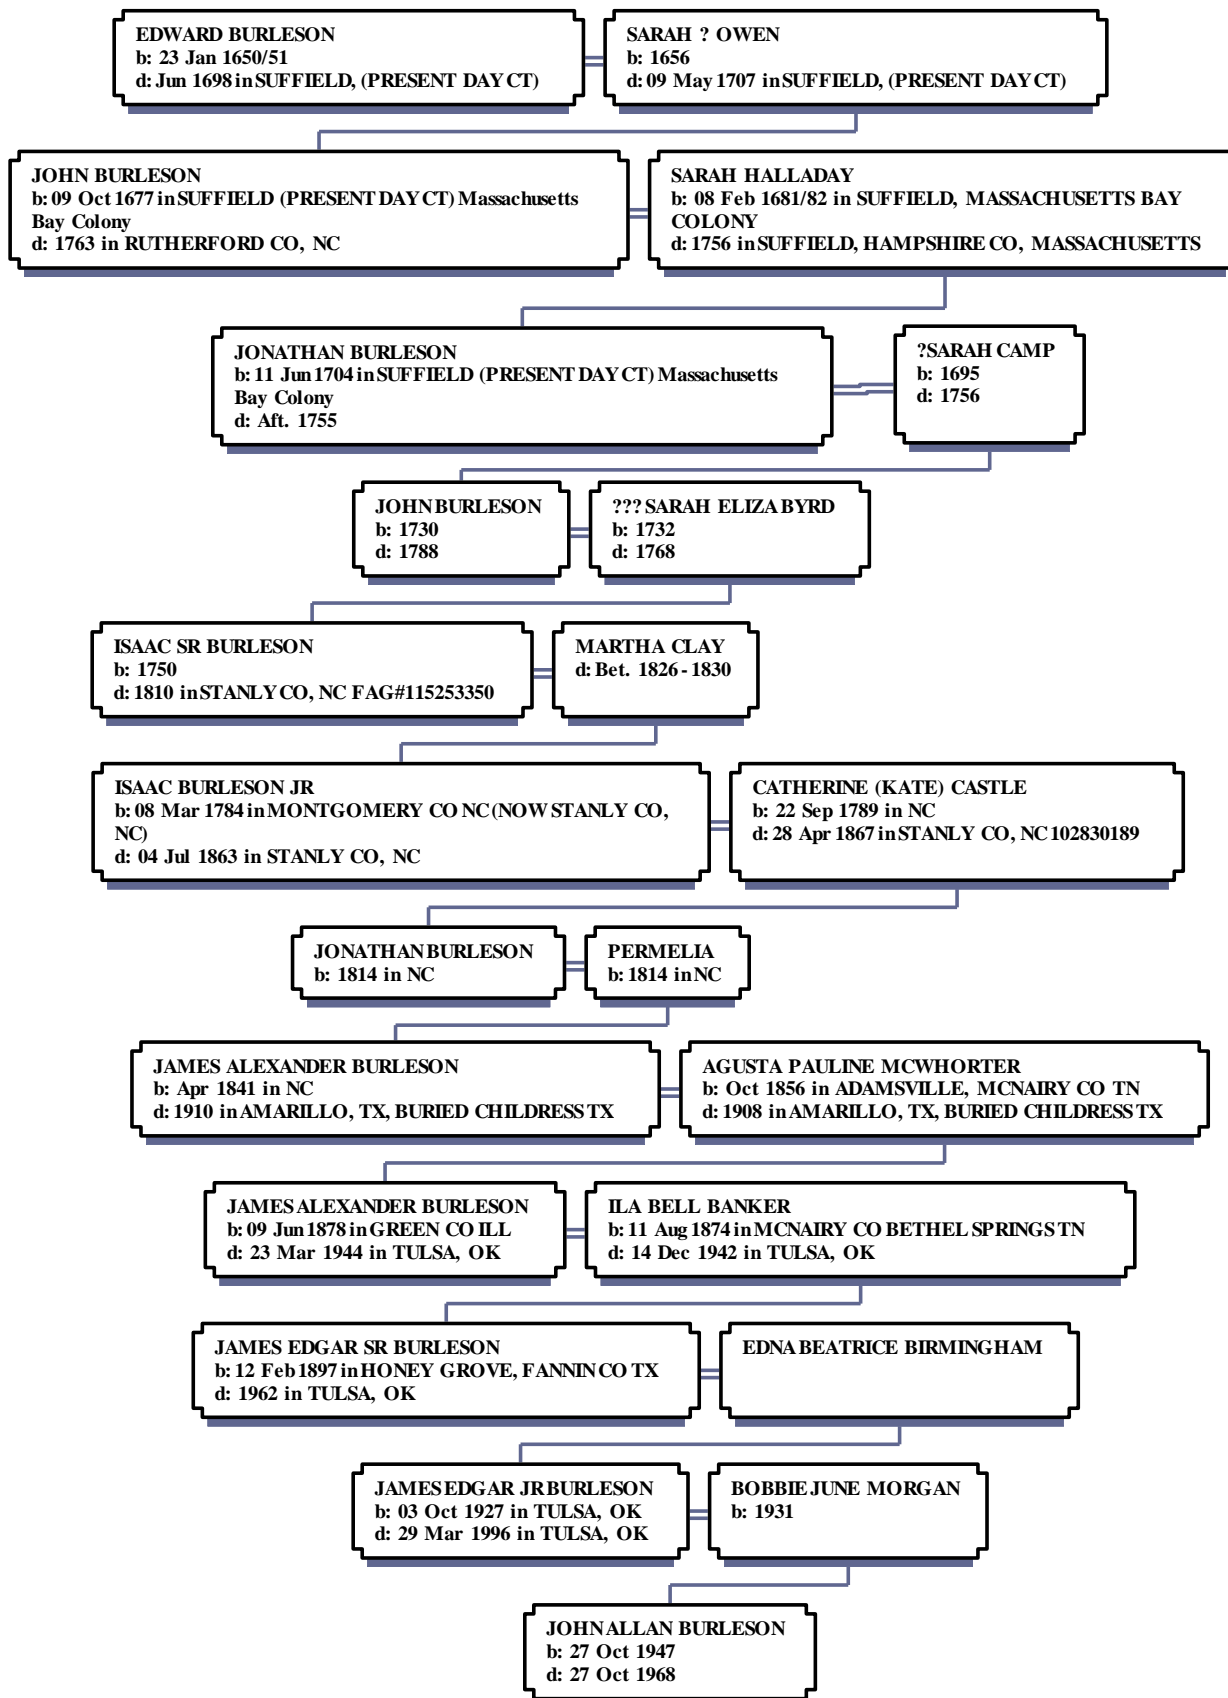 EDWARD BURLESON
b: 23 Jan 1650/51
d: Jun 1698 in SUFFIELD, (PRESENT DAY CT)
SARAH ? OWEN
b: 1656
d: 09 May 1707 in SUFFIELD, (PRESENT DAY CT)
JOHN BURLESON
b: 09 Oct 1677 in SUFFIELD (PRESENT DAY CT) Massachusetts
Bay Colony
d: 1763 in RUTHERFORD CO, NC
SARAH HALLADAY
b: 08 Feb 1681/82 in SUFFIELD, MASSACHUSETTS BAY
COLONY
d: 1756 in SUFFIELD, HAMPSHIRE CO, MASSACHUSETTS
JONATHAN BURLESON
b: 11 Jun 1704 in SUFFIELD (PRESENT DAY CT) Massachusetts
Bay Colony
d: Aft. 1755
?SARAH CAMP
b: 1695
d: 1756
JOHN BURLESON
b: 1730
d: 1788
??? SARAH ELIZA BYRD
b: 1732
d: 1768
ISAAC SR BURLESON
b: 1750
d: 1810 in STANLY CO, NC FAG#115253350
MARTHA CLAY
d: Bet. 1826 - 1830
ISAAC BURLESON JR
b: 08 Mar 1784 in MONTGOMERY CO NC (NOW STANLY CO,
NC)
d: 04 Jul 1863 in STANLY CO, NC
CATHERINE (KATE) CASTLE
b: 22 Sep 1789 in NC
d: 28 Apr 1867 in STANLY CO, NC 102830189
JONATHAN BURLESON
b: 1814 in NC
PERMELIA
b: 1814 in NC
JAMES ALEXANDER BURLESON
b: Apr 1841 in NC
d: 1910 in AMARILLO, TX, BURIED CHILDRESS TX
AGUSTA PAULINE MCWHORTER
b: Oct 1856 in ADAMSVILLE, MCNAIRY CO TN
d: 1908 in AMARILLO, TX, BURIED CHILDRESS TX
JAMES ALEXANDER BURLESON
b: 09 Jun 1878 in GREEN CO ILL
d: 23 Mar 1944 in TULSA, OK
ILA BELL BANKER
b: 11 Aug 1874 in MCNAIRY CO BETHEL SPRINGS TN
d: 14 Dec 1942 in TULSA, OK
JAMES EDGAR SR BURLESON
b: 12 Feb 1897 in HONEY GROVE, FANNIN CO TX
d: 1962 in TULSA, OK
EDNA BEATRICE BIRMINGHAM
JAMES EDGAR JR BURLESON
b: 03 Oct 1927 in TULSA, OK
d: 29 Mar 1996 in TULSA, OK
BOBBIE JUNE MORGAN
b: 1931
JOHN ALLAN BURLESON
b: 27 Oct 1947
d: 27 Oct 1968